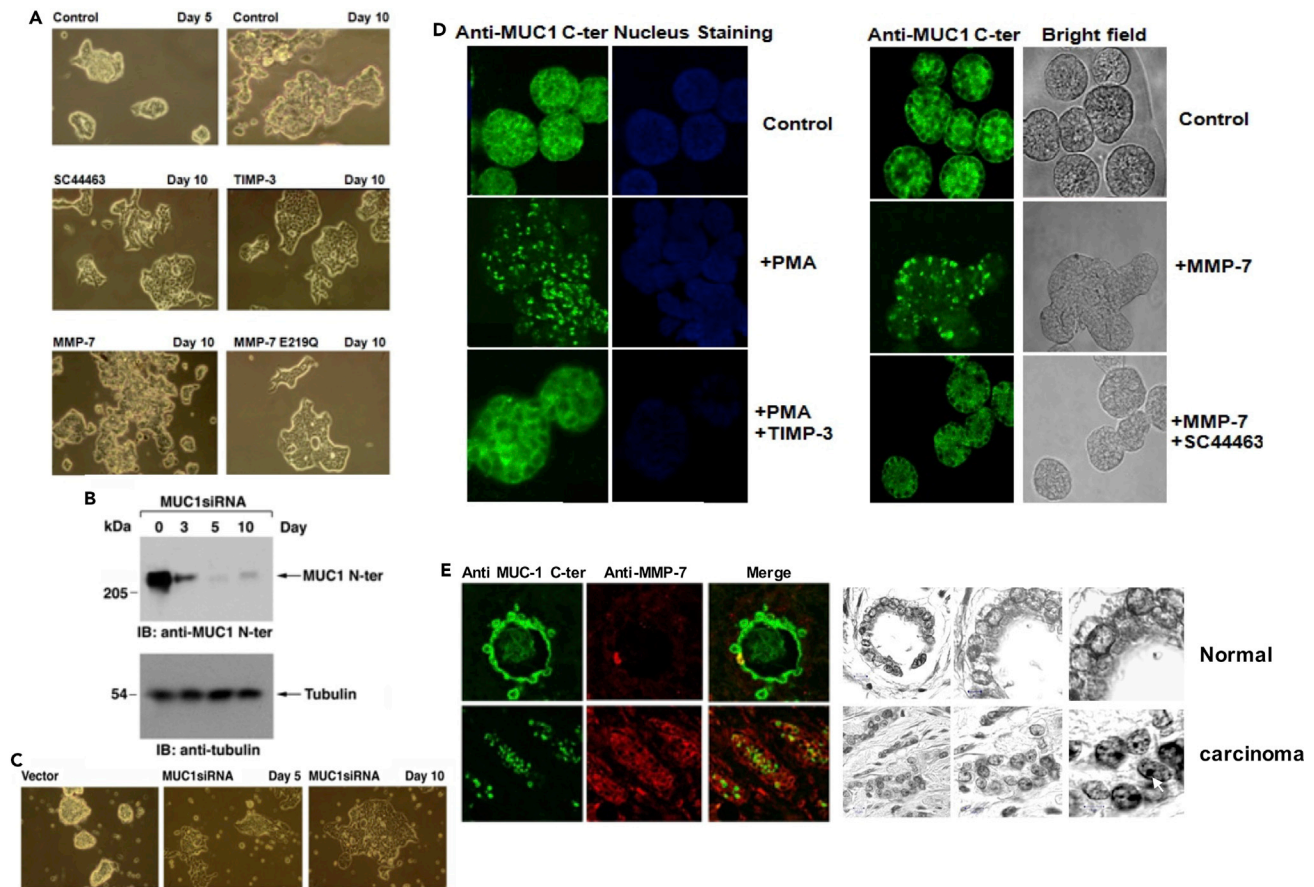 A
Control Day 5
Control Day 10
SC44463 Day 10
TIMP-3 Day 10
MMP-7 Day 10
MMP-7 E219Q Day 10
B
MUC1siRNA
kDa 0 3 5 10 Day
205
MUC1 N-ter
IB: anti-MUC1 N-ter
54
Tubulin
IB: anti-tubulin
C
Vector
MUC1siRNA Day 5
MUC1siRNA Day 10
D
Anti-MUC1 C-ter Nucleus Staining
Control
+PMA
+PMA
+TIMP-3
Anti-MUC1 C-ter Bright field
Control
+MMP-7
+MMP-7
+SC44463
E
Anti MUC-1 C-ter Anti-MMP-7 Merge
Normal
carcinoma